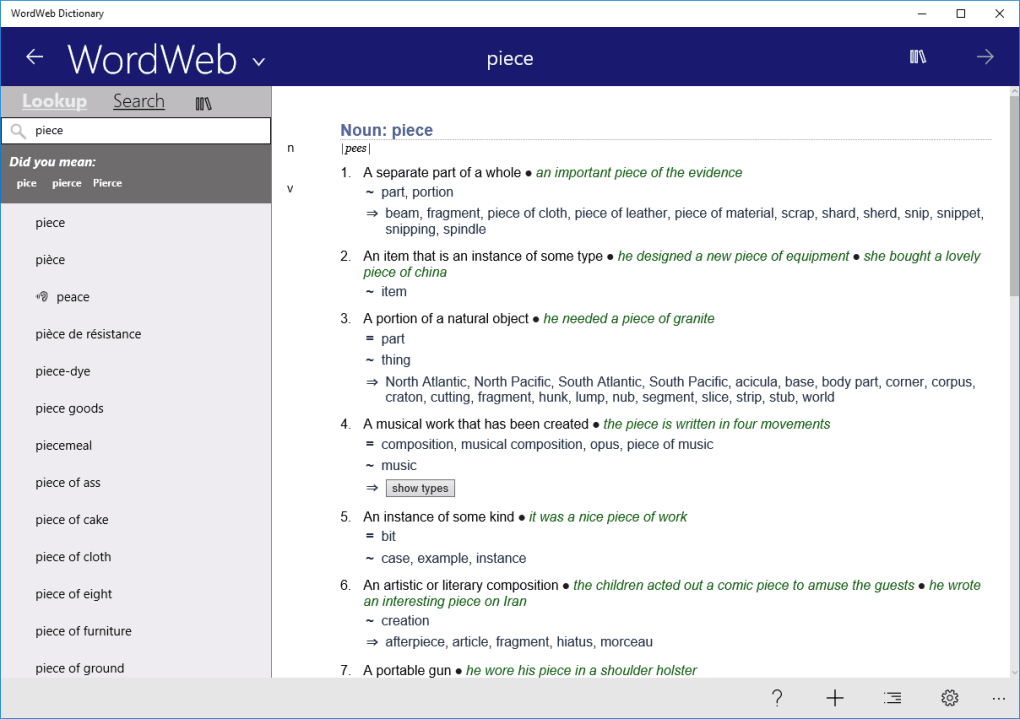 WordWeb Dictionary
WordWeb
piece
Lookup Search
piece
Did you mean:
pice pierce Pierce
piece
pièce
peace
pièce de résistance
piece-dye
piece goods
piecemeal
piece of ass
piece of cake
piece of cloth
piece of eight
piece of furniture
piece of ground
n
v
Noun: piece
|pees|
1. A separate part of a whole ● an important piece of the evidence
~ part, portion
⇒ beam, fragment, piece of cloth, piece of leather, piece of material, scrap, shard, sherd, snip, snippet,
snipping, spindle
2. An item that is an instance of some type ● he designed a new piece of equipment ● she bought a lovely
piece of china
~ item
3. A portion of a natural object ● he needed a piece of granite
= part
~ thing
⇒ North Atlantic, North Pacific, South Atlantic, South Pacific, acicula, base, body part, corner, corpus,
craton, cutting, fragment, hunk, lump, nub, segment, slice, strip, stub, world
4. A musical work that has been created ● the piece is written in four movements
= composition, musical composition, opus, piece of music
~ music
⇒ show types
5. An instance of some kind ● it was a nice piece of work
= bit
~ case, example, instance
6. An artistic or literary composition ● the children acted out a comic piece to amuse the guests ● he wrote
an interesting piece on Iran
~ creation
⇒ afterpiece, article, fragment, hiatus, morceau
7. A portable gun ● he wore his piece in a shoulder holster